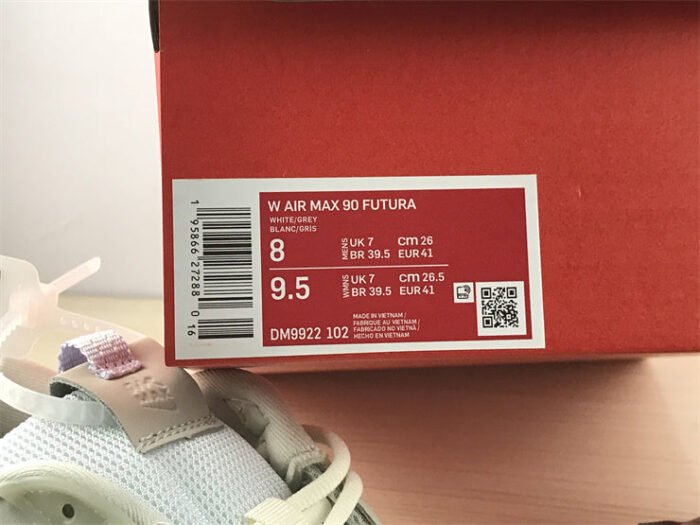 W AIR MAX 90 FUTURA
WHITE/GREY
BLANC/GRIS
8 MENS UK 7 cm 26
BR 39.5 EUR 41
9.5 WMNS UK 7 cm 26.5
BR 39.5 EUR 41
DM9922 102
MADE IN VIETNAM /
FABRIQUE AU VIETNAM /
FABRICADO NO VIETNÃ /
HECHO EN VIETNAM
1 95866 27288 0 16